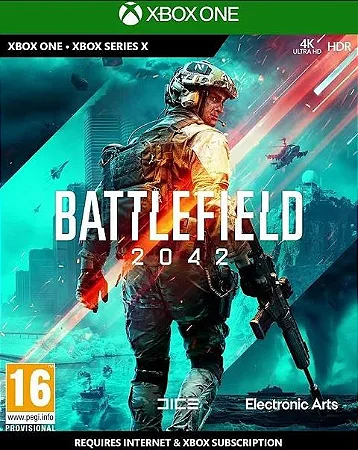 XBOX ONE
XBOX ONE • XBOX SERIES X
4K
ULTRA HD
HDR
BATTLEFIELD
2042
16
www.pegi.info
PROVISIONAL
DICE
Electronic Arts
REQUIRES INTERNET & XBOX SUBSCRIPTION